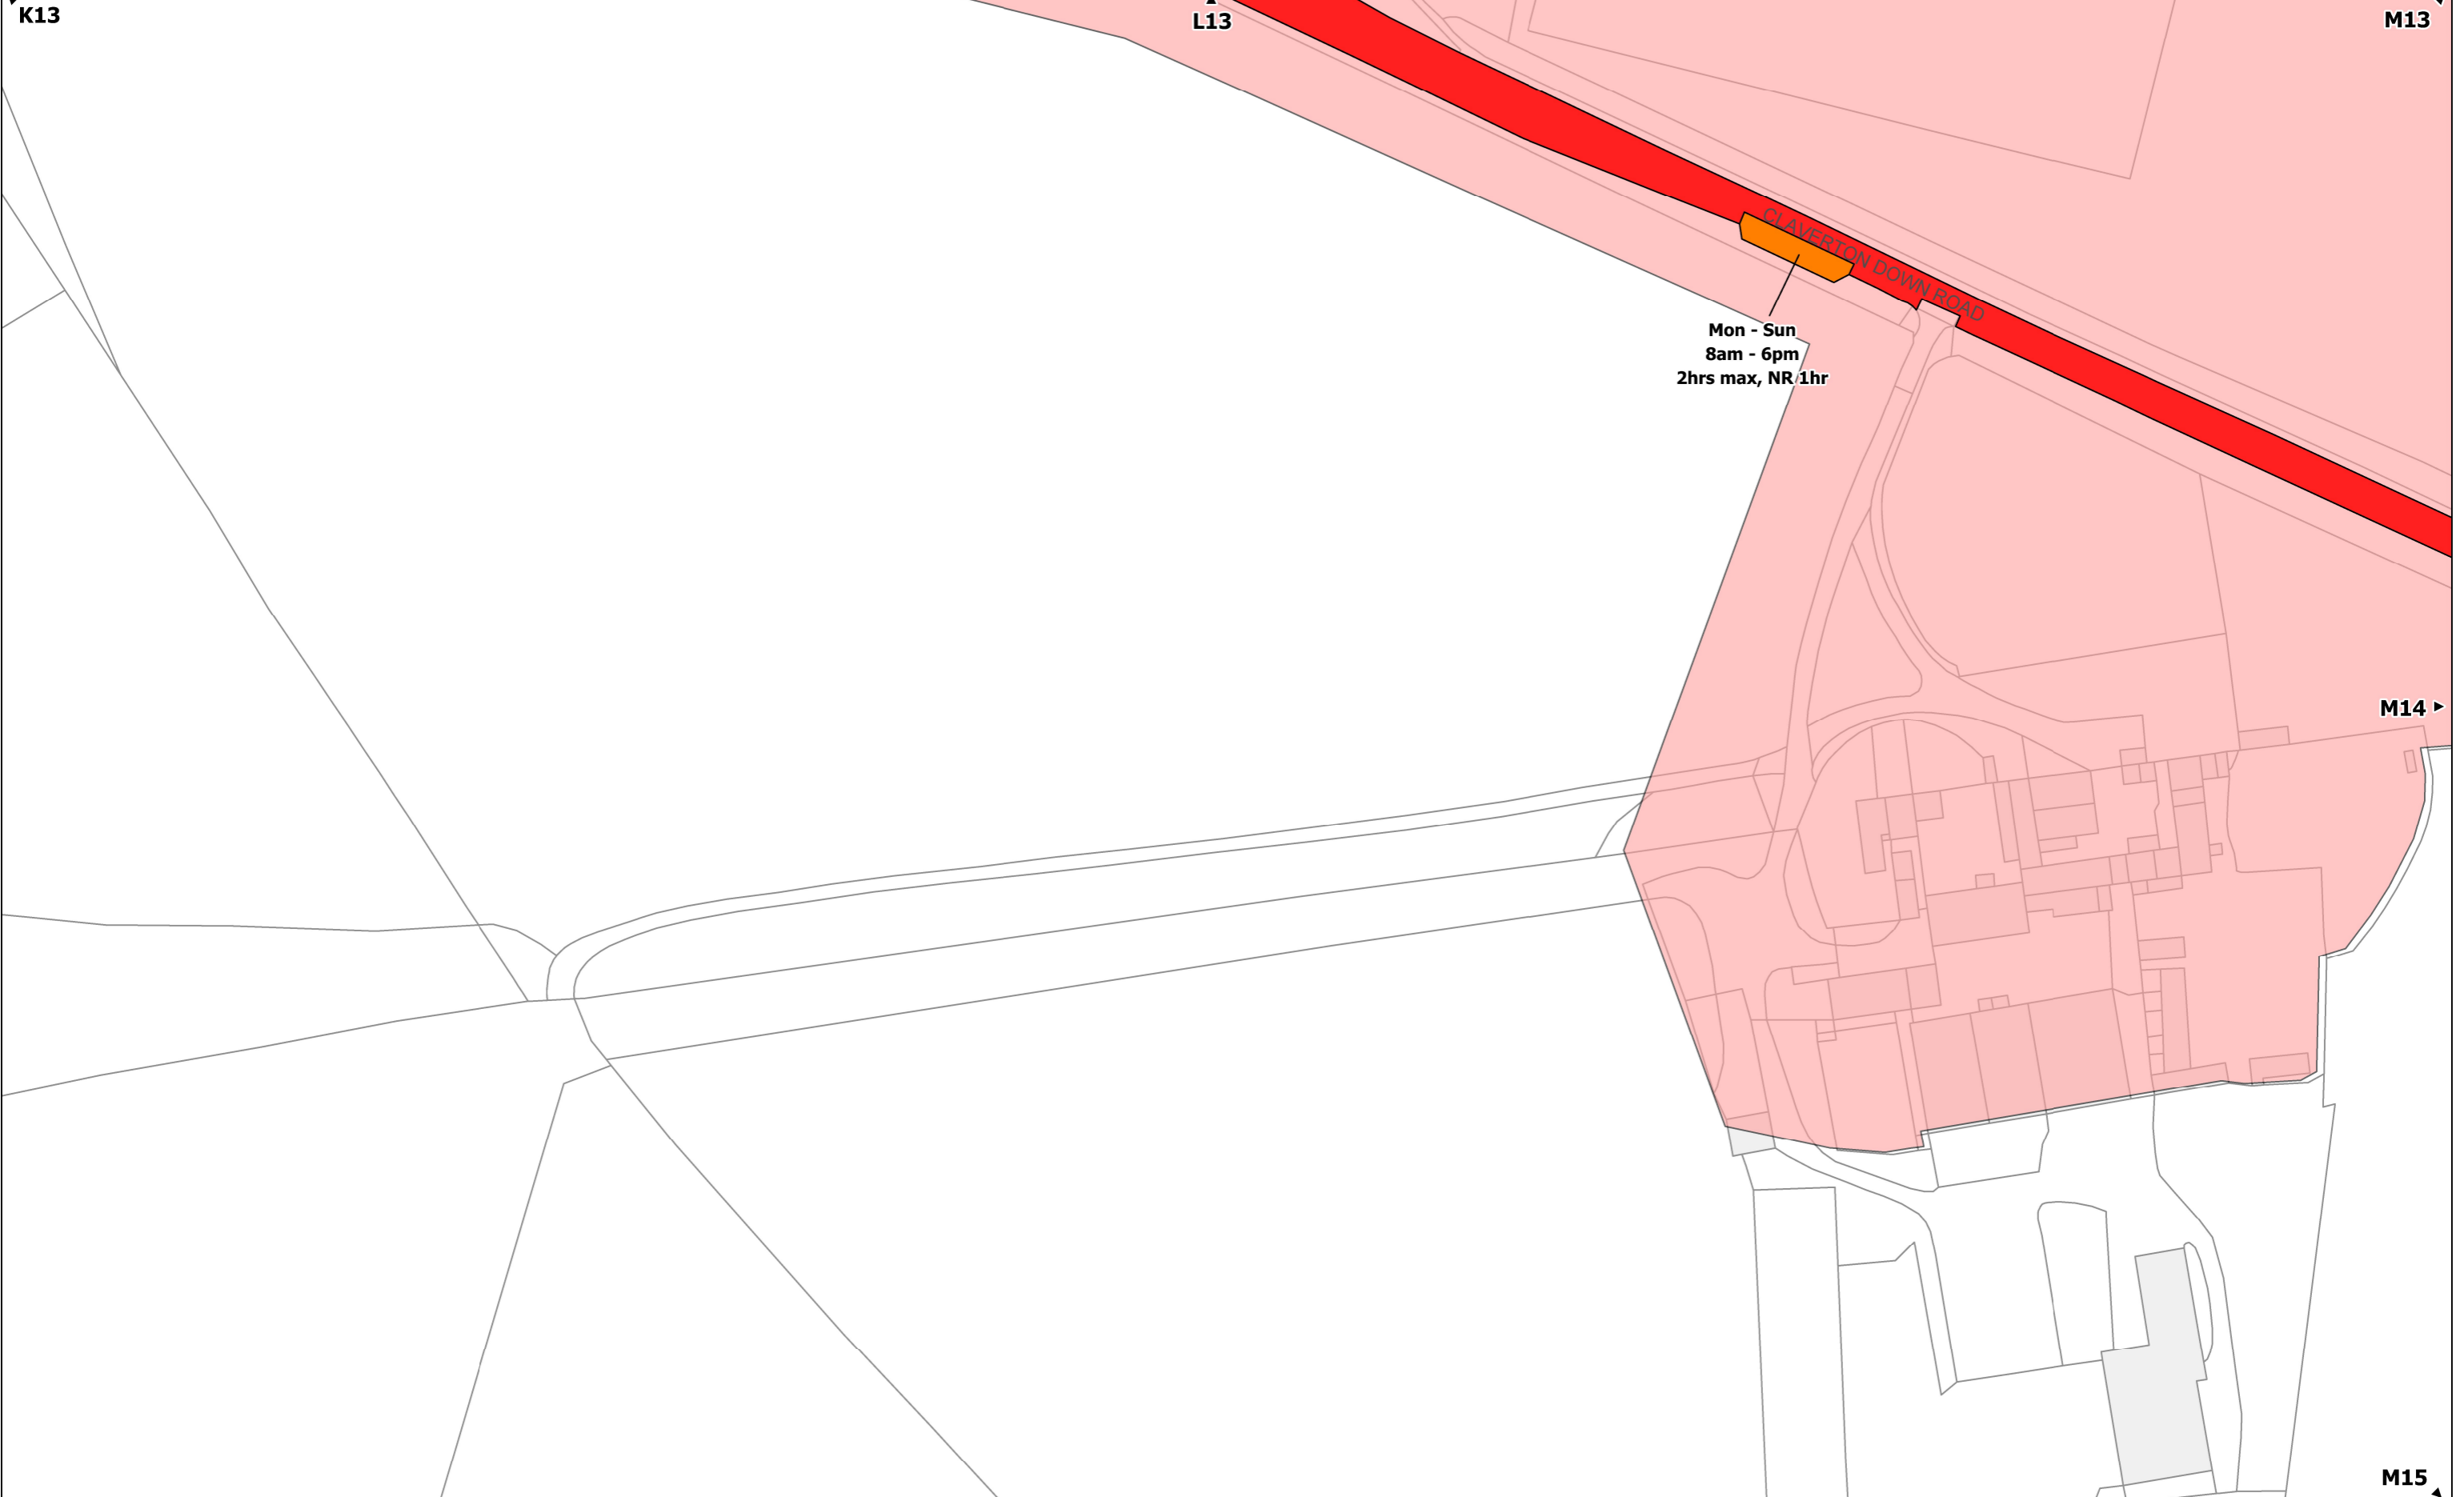 K13
L13
M13
CLAVERTON DOWN ROAD
Mon - Sun
8am - 6pm
2hrs max, NR 1hr
M14
M15